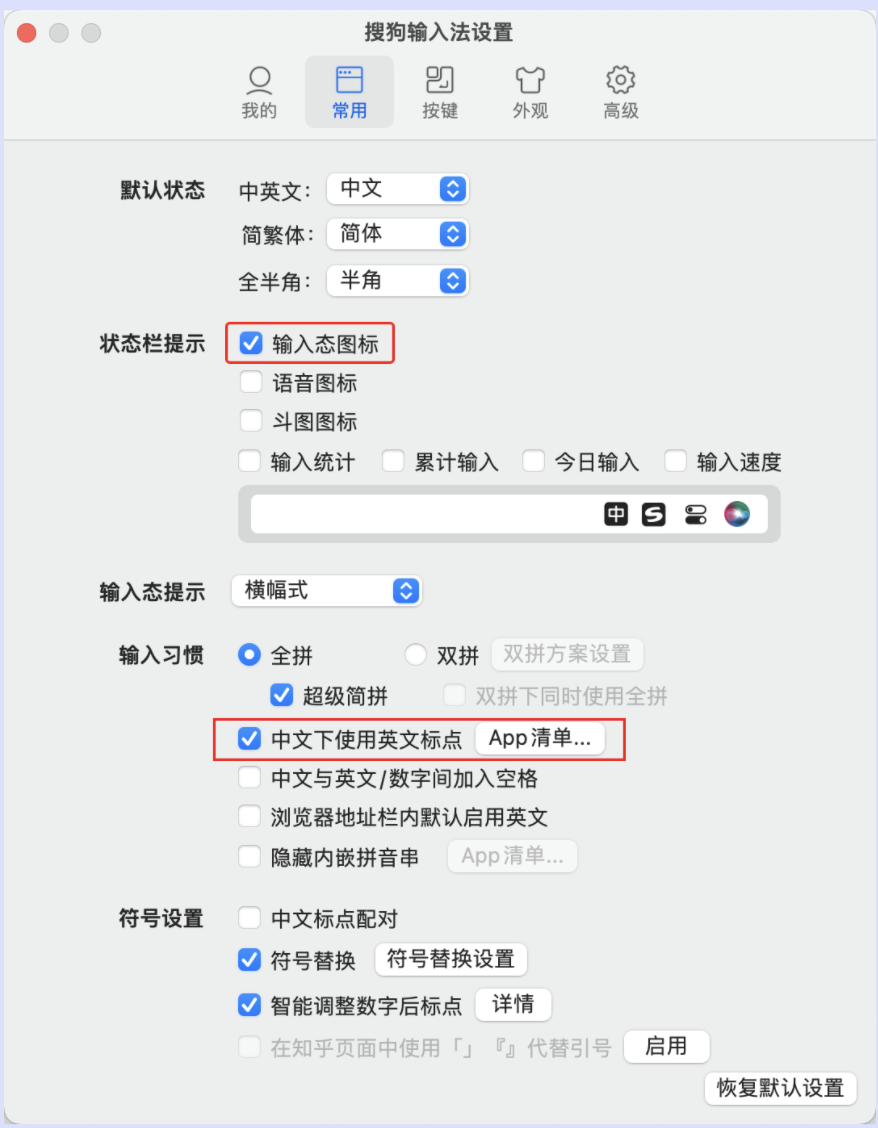 搜狗输入法设置
我的 常用 按键 外观 高级
默认状态 中英文: 中文
简繁体: 简体
全半角: 半角
状态栏提示 输入态图标
语音图标
斗图图标
输入统计 累计输入 今日输入 输入速度
中 S
输入态提示 横幅式
输入习惯 全拼 双拼 双拼方案设置
超级简拼 双拼下同时使用全拼
中文下使用英文标点 App清单...
中文与英文/数字间加入空格
浏览器地址栏内默认启用英文
隐藏内嵌拼音串 App清单...
符号设置 中文标点配对
符号替换 符号替换设置
智能调整数字后标点 详情
在知乎页面中使用「」『』代替引号 启用
恢复默认设置